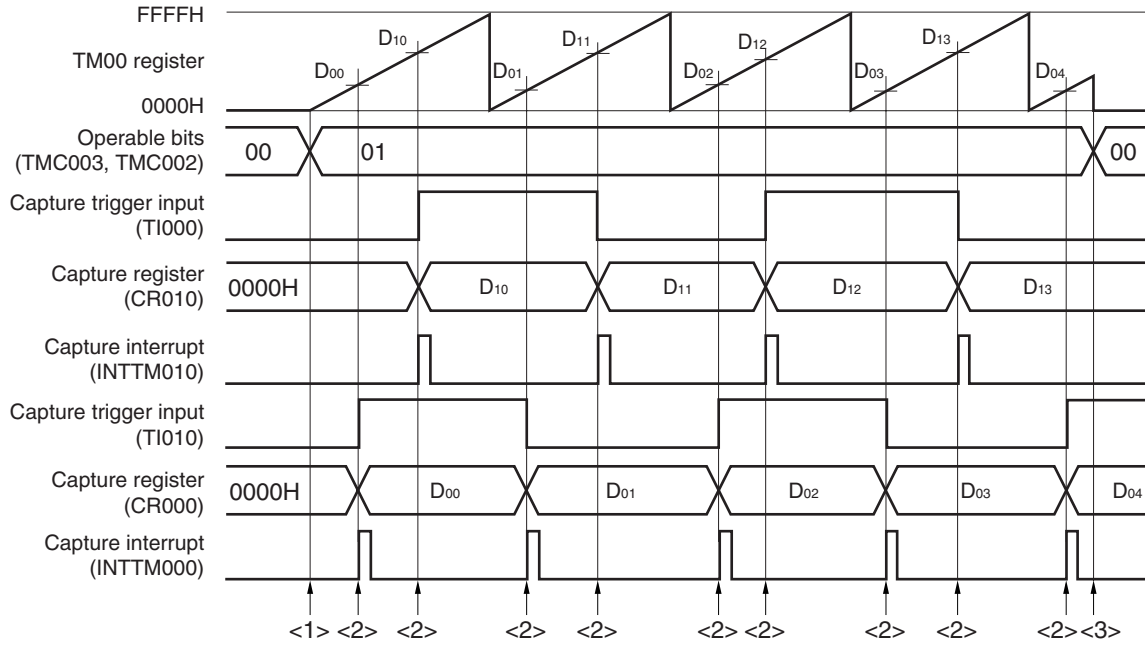 FFFFH
TM00 register
0000H
D10
D11
D12
D13
D00
D01
D02
D03
D04
Operable bits
(TMC003, TMC002)
00
01
00
Capture trigger input
(TI000)
Capture register
(CR010)
0000H
D10
D11
D12
D13
Capture interrupt
(INTTM010)
Capture trigger input
(TI010)
Capture register
(CR000)
0000H
D00
D01
D02
D03
D04
Capture interrupt
(INTTM000)
<1> <2> <2> <2> <2> <2> <2> <2> <2> <2> <3>